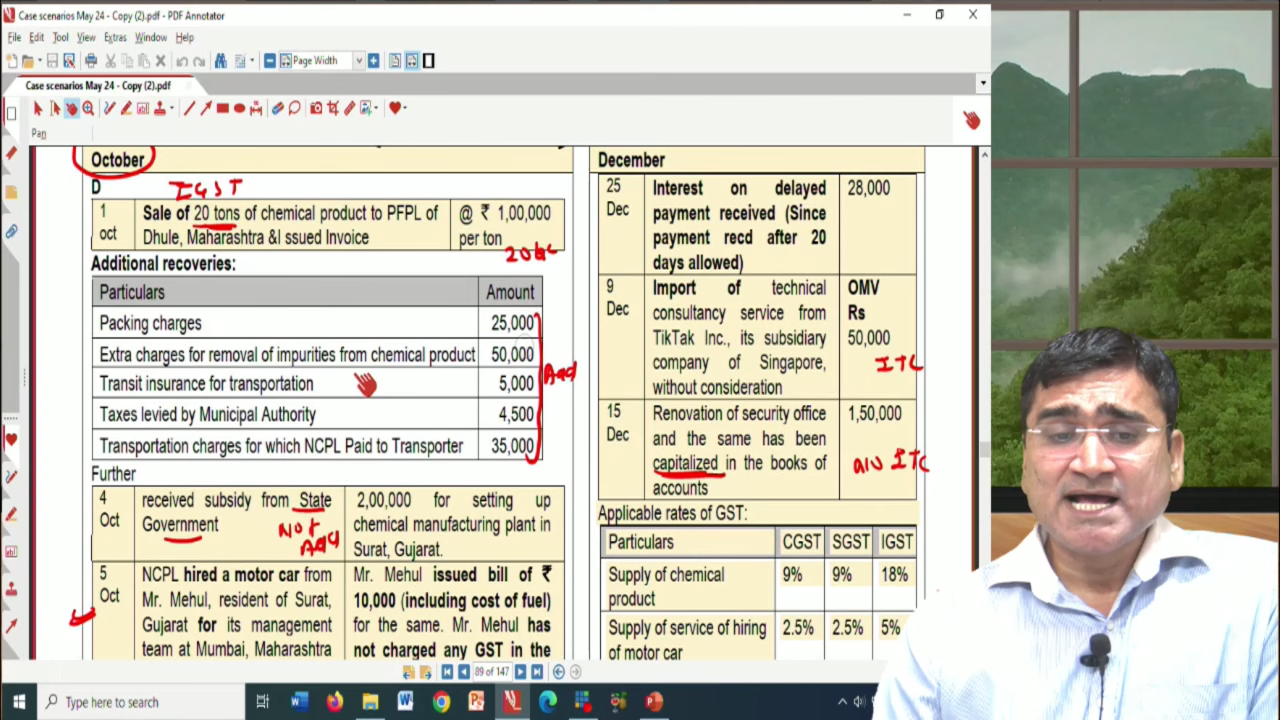 Case scenarios May 24 - Copy (2).pdf - PDF Annotator
File Edit Tool View Extras Window Help
Page Width
Case scenarios May 24 - Copy (2).pdf
Pan
October
D
IGST
1 oct
Sale of 20 tons of chemical product to PFPL of Dhule, Maharashtra &I ssued Invoice
@ ₹ 1,00,000 per ton
Additional recoveries:
Particulars Amount
Packing charges 25,000
Extra charges for removal of impurities from chemical product 50,000
Transit insurance for transportation 5,000
Taxes levied by Municipal Authority 4,500
Transportation charges for which NCPL Paid to Transporter 35,000
Add
Further
4 Oct
received subsidy from State Government
Not Add
2,00,000 for setting up chemical manufacturing plant in Surat, Gujarat.
5 Oct
NCPL hired a motor car from Mr. Mehul, resident of Surat, Gujarat for its management team at Mumbai, Maharashtra
Mr. Mehul issued bill of ₹ 10,000 (including cost of fuel) for the same. Mr. Mehul has not charged any GST in the
December
25 Dec
Interest on delayed payment received (Since payment recd after 20 days allowed)
28,000
9 Dec
Import of technical consultancy service from TikTak Inc., its subsidiary company of Singapore, without consideration
OMV Rs 50,000
ITC
15 Dec
Renovation of security office and the same has been capitalized in the books of accounts
1,50,000
ITC
Applicable rates of GST:
Particulars CGST SGST IGST
Supply of chemical product 9% 9% 18%
Supply of service of hiring of motor car 2.5% 2.5% 5%
89 of 147
Type here to search